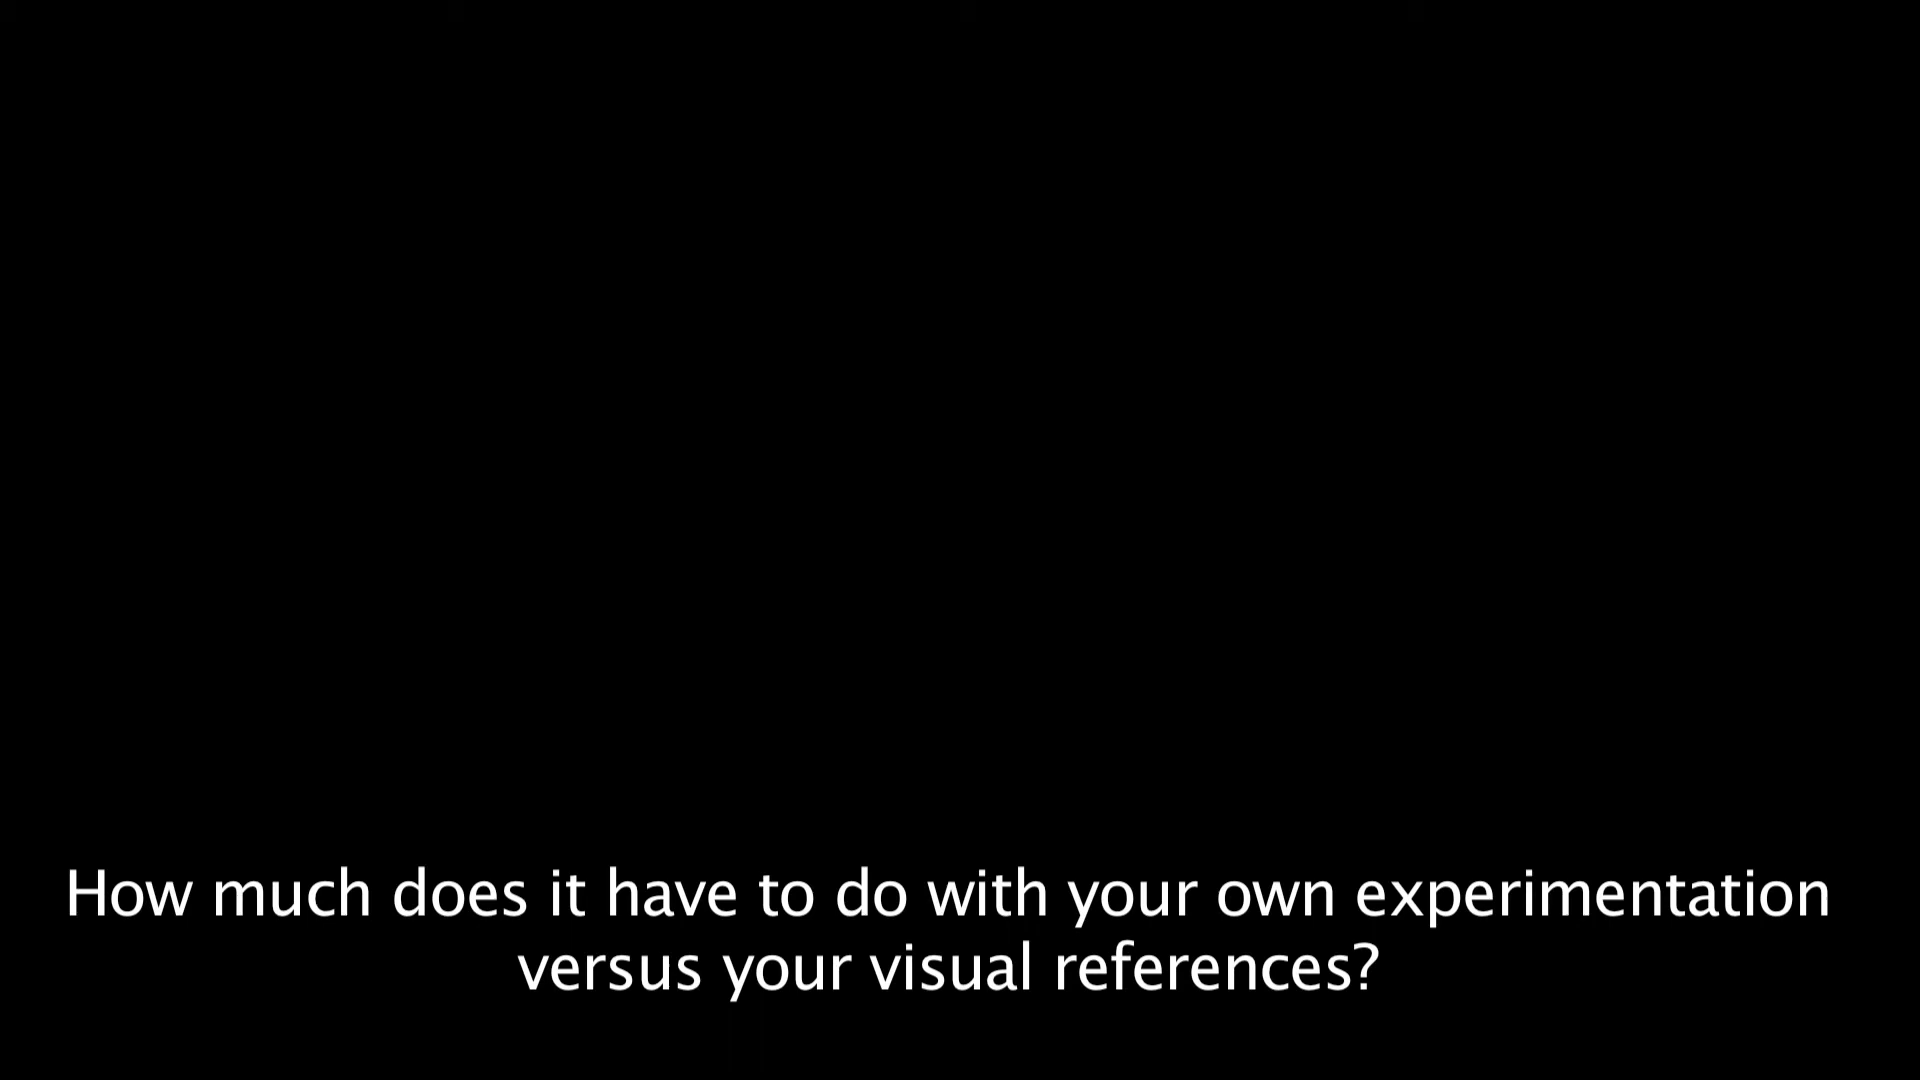 How much does it have to do with your own experimentation
versus your visual references?